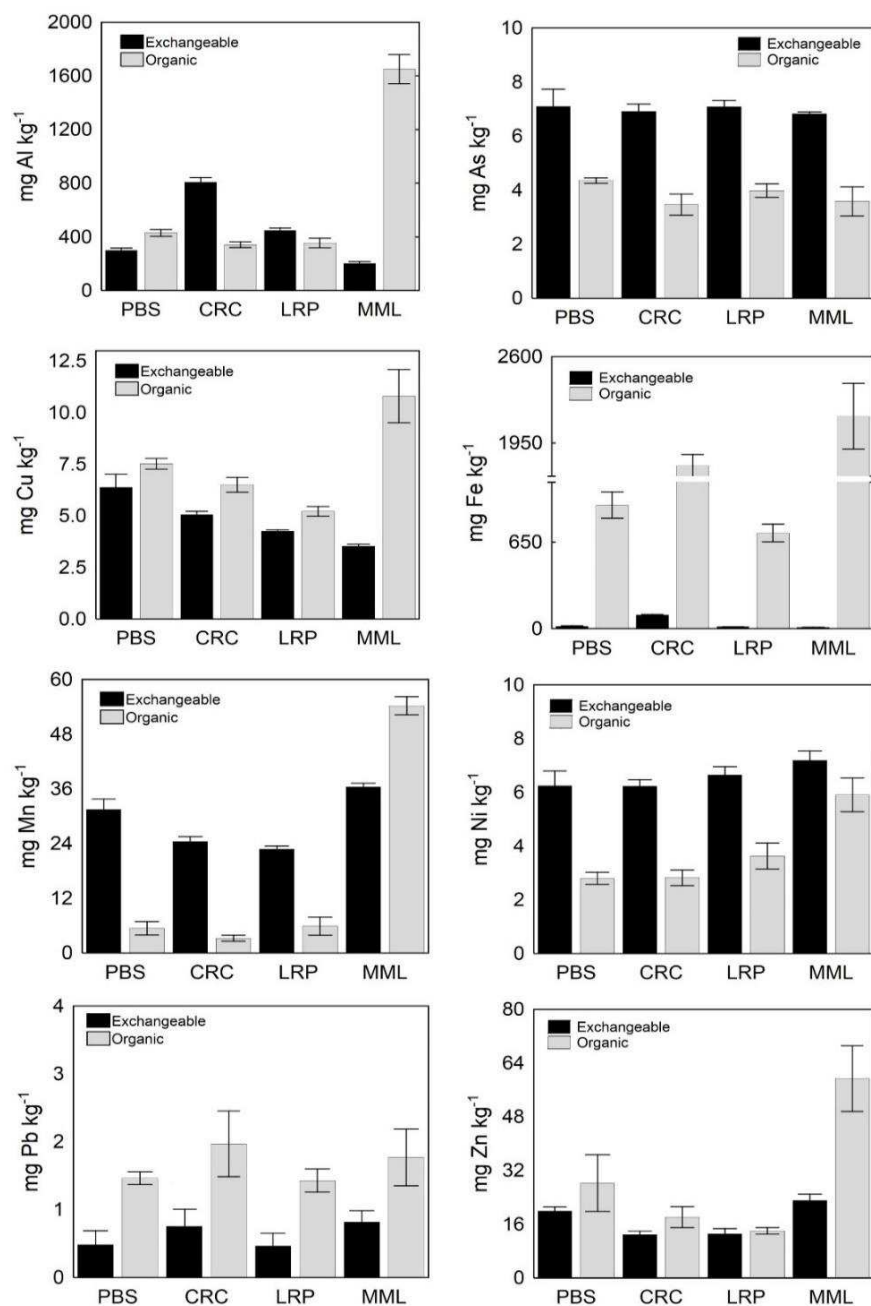 mg Al kg⁻¹
2000
1600
1200
800
400
0
Exchangeable
Organic
PBS CRC LRP MML
mg As kg⁻¹
10
8
6
4
2
0
Exchangeable
Organic
PBS CRC LRP MML
mg Cu kg⁻¹
12.5
10.0
7.5
5.0
2.5
0.0
Exchangeable
Organic
PBS CRC LRP MML
mg Fe kg⁻¹
2600
1950
650
0
Exchangeable
Organic
PBS CRC LRP MML
mg Mn kg⁻¹
60
48
36
24
12
0
Exchangeable
Organic
PBS CRC LRP MML
mg Ni kg⁻¹
10
8
6
4
2
0
Exchangeable
Organic
PBS CRC LRP MML
mg Pb kg⁻¹
4
3
2
1
0
Exchangeable
Organic
PBS CRC LRP MML
mg Zn kg⁻¹
80
64
48
32
16
0
Exchangeable
Organic
PBS CRC LRP MML